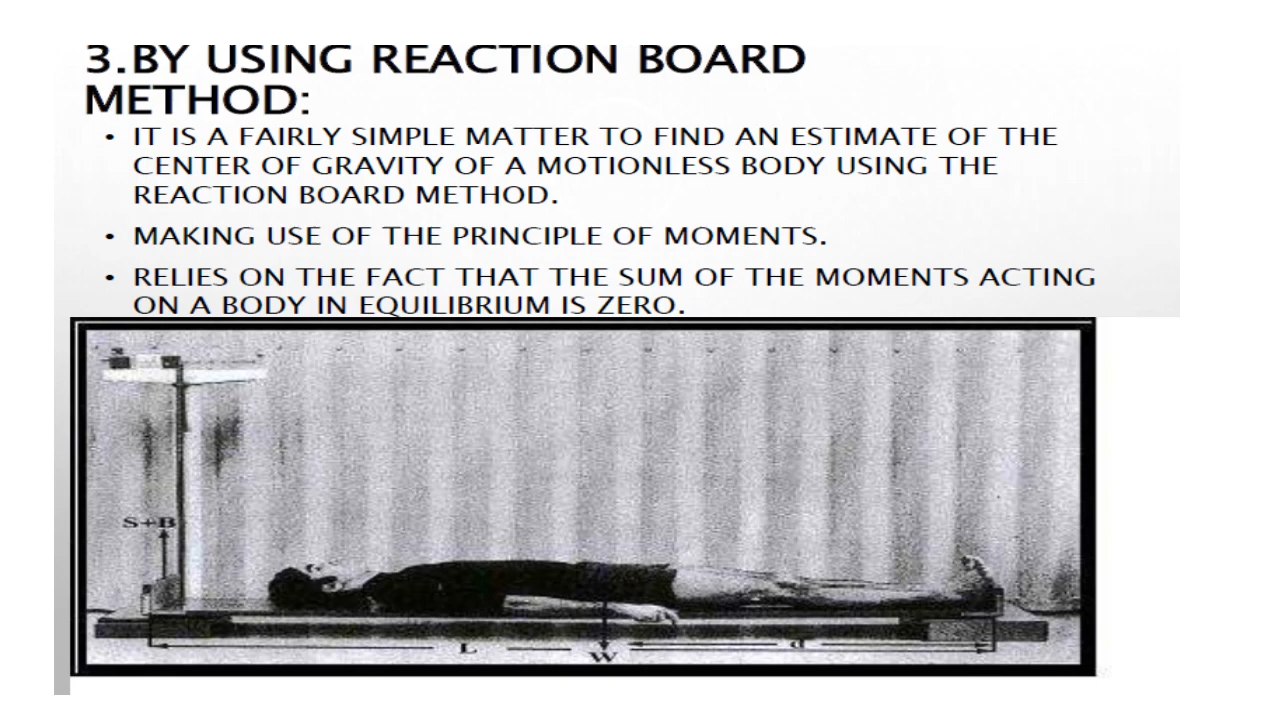 3.BY USING REACTION BOARD
METHOD:
• IT IS A FAIRLY SIMPLE MATTER TO FIND AN ESTIMATE OF THE
CENTER OF GRAVITY OF A MOTIONLESS BODY USING THE
REACTION BOARD METHOD.
• MAKING USE OF THE PRINCIPLE OF MOMENTS.
• RELIES ON THE FACT THAT THE SUM OF THE MOMENTS ACTING
ON A BODY IN EQUILIBRIUM IS ZERO.
S+B
L
W
d